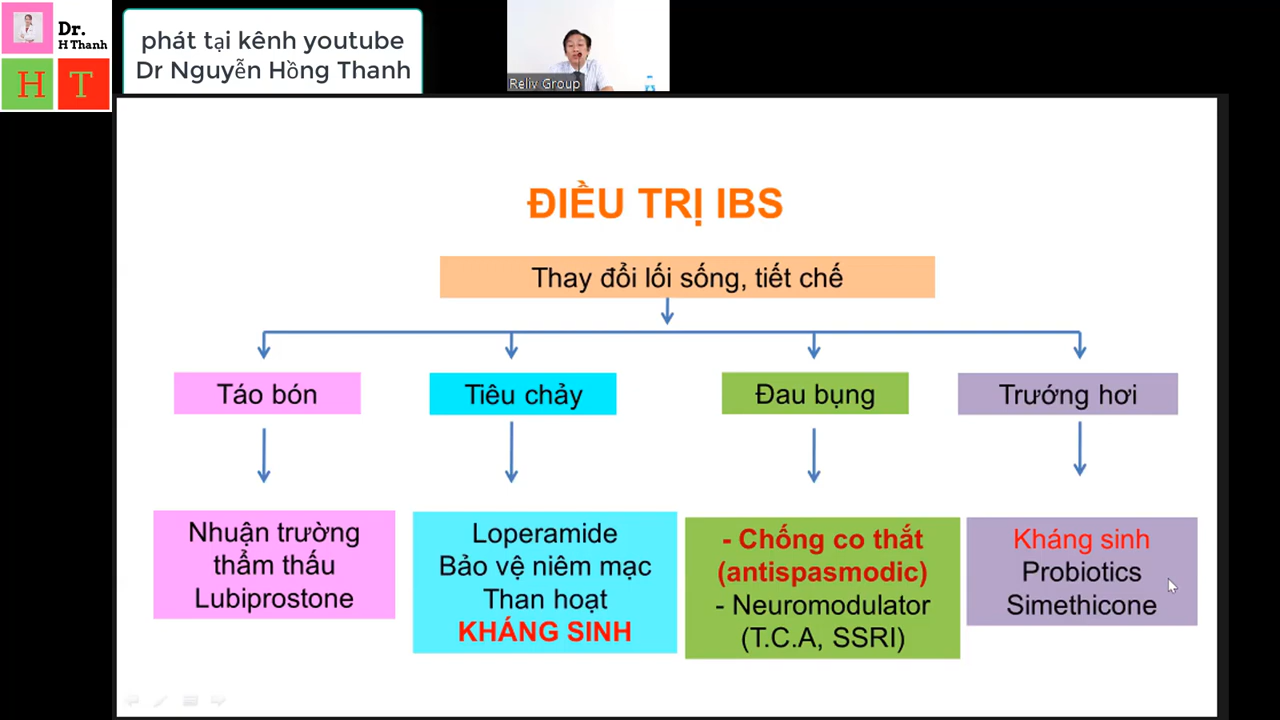 Dr.
H Thanh
H T
phát tại kênh youtube
Dr Nguyễn Hồng Thanh
Reliv Group
ĐIỀU TRỊ IBS
Thay đổi lối sống, tiết chế
Táo bón
Tiêu chảy
Đau bụng
Trướng hơi
Nhuận trường
thẩm thấu
Lubiprostone
Loperamide
Bảo vệ niêm mạc
Than hoạt
KHÁNG SINH
- Chống co thắt
(antispasmodic)
- Neuromodulator
(T.C.A, SSRI)
Kháng sinh
Probiotics
Simethicone